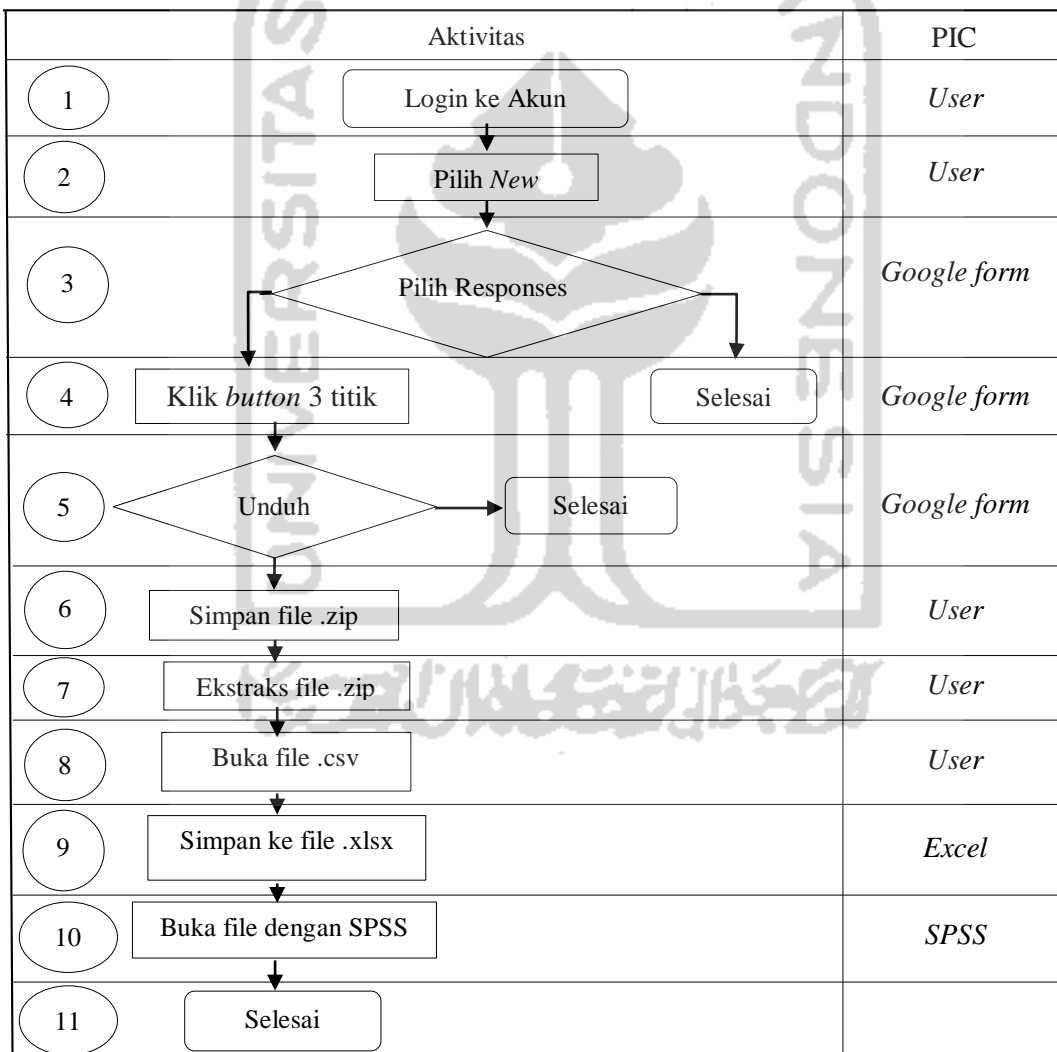 Aktivitas PIC
1 Login ke Akun User
2 Pilih New User
3 Pilih Responses Google form
4 Klik button 3 titik Selesai Google form
5 Unduh Selesai Google form
6 Simpan file .zip User
7 Ekstraks file .zip User
8 Buka file .csv User
9 Simpan ke file .xlsx Excel
10 Buka file dengan SPSS SPSS
11 Selesai
UNIVERSITAS
INDONESIA